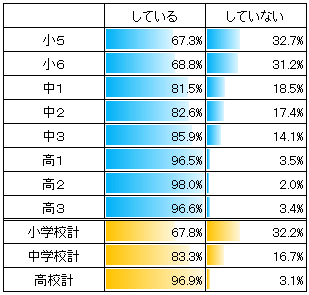 している していない
小5 67.3% 32.7%
小6 68.8% 31.2%
中1 81.5% 18.5%
中2 82.6% 17.4%
中3 85.9% 14.1%
高1 96.5% 3.5%
高2 98.0% 2.0%
高3 96.6% 3.4%
小学校計 67.8% 32.2%
中学校計 83.3% 16.7%
高校計 96.9% 3.1%